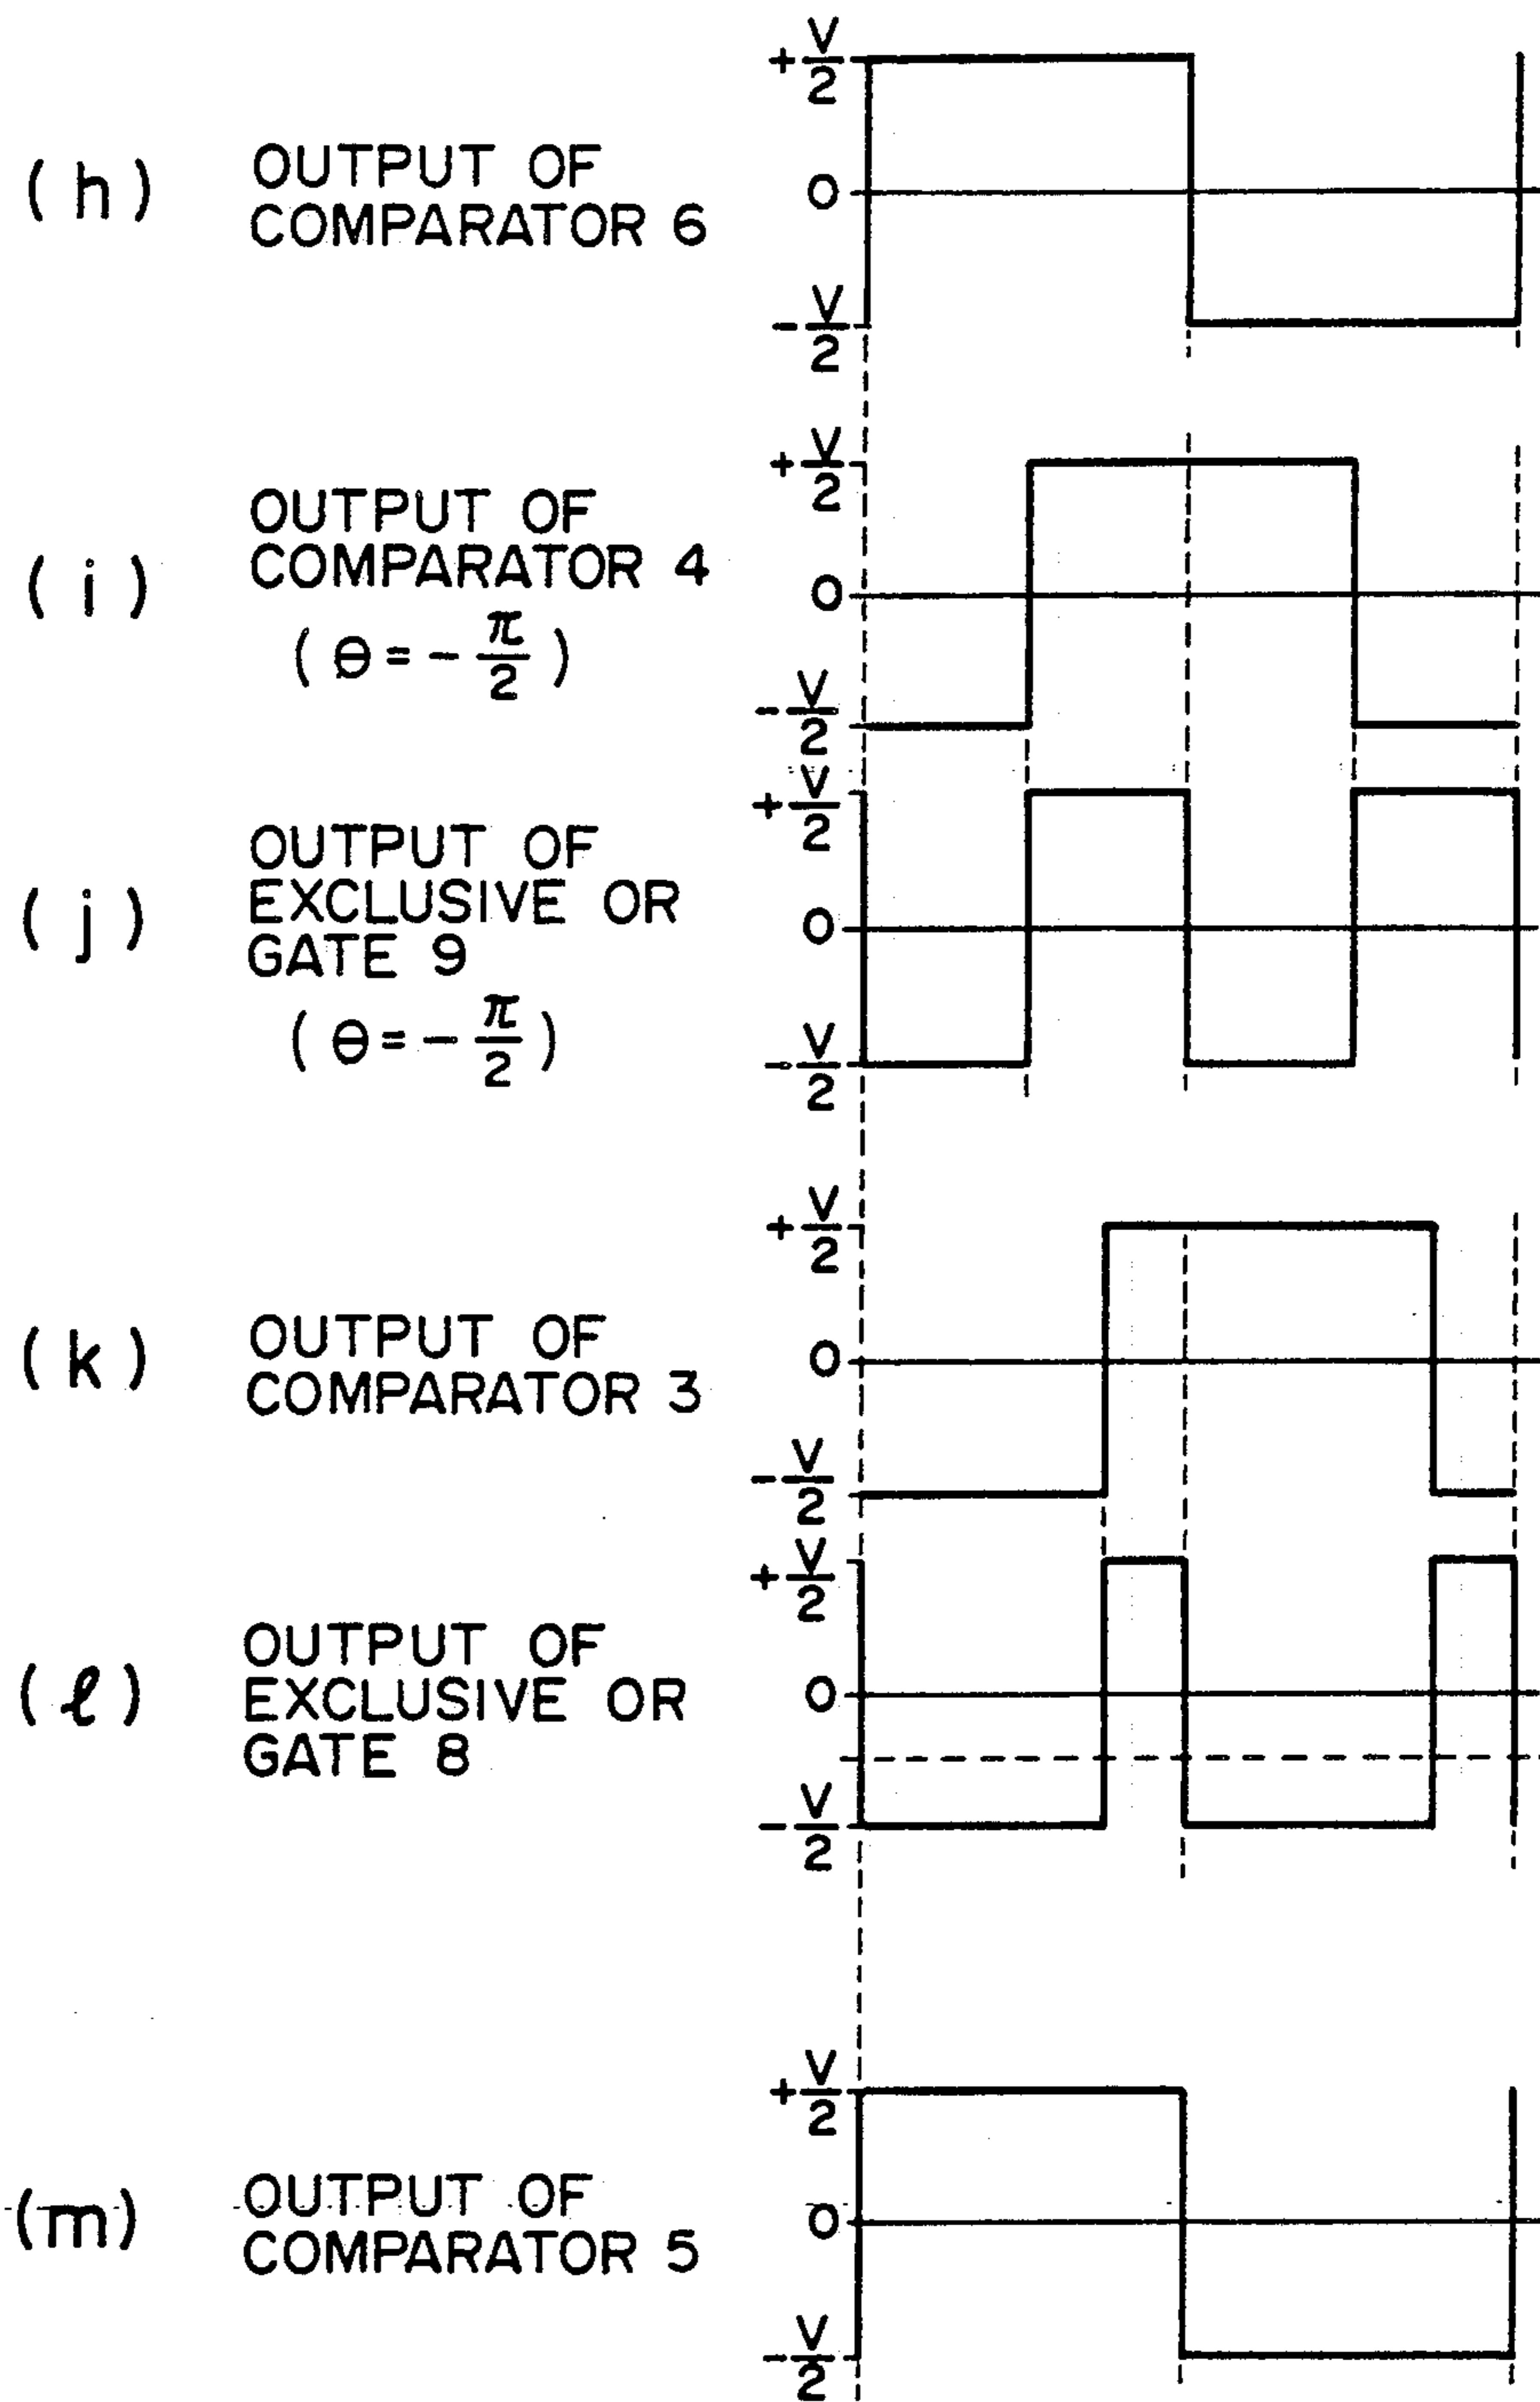 +V/2
(h) OUTPUT OF
COMPARATOR 6
0
-V/2
+V/2
(i) OUTPUT OF
COMPARATOR 4
(θ=-π/2)
0
-V/2
+V/2
(j) OUTPUT OF
EXCLUSIVE OR
GATE 9
(θ=-π/2)
0
-V/2
+V/2
(k) OUTPUT OF
COMPARATOR 3
0
-V/2
+V/2
(ℓ) OUTPUT OF
EXCLUSIVE OR
GATE 8
0
-V/2
+V/2
(m) OUTPUT OF
COMPARATOR 5
0
-V/2